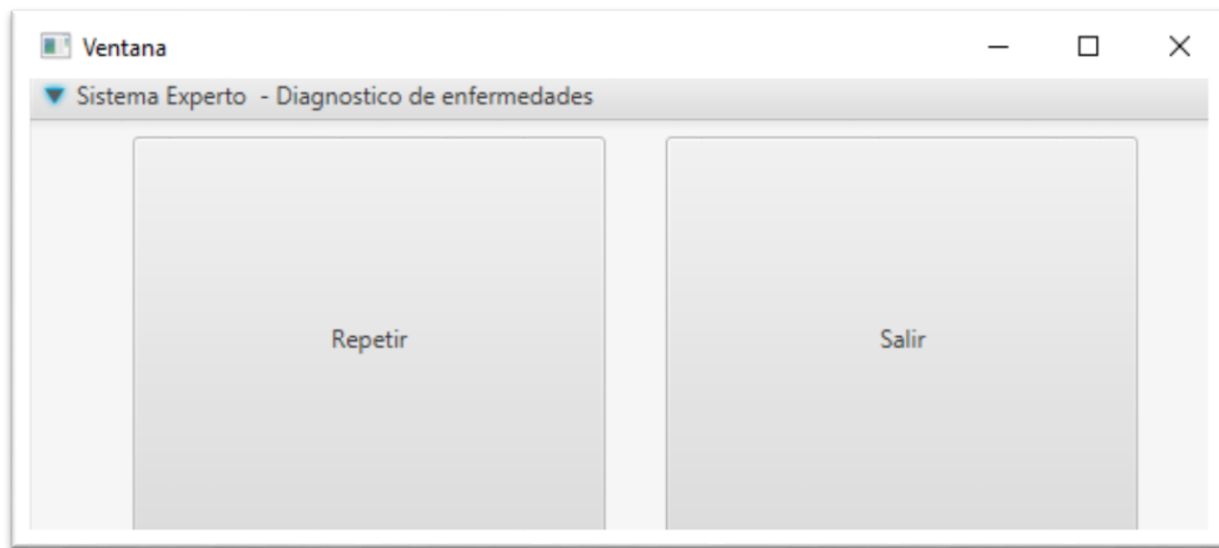 Ventana
Sistema Experto  - Diagnostico de enfermedades
Repetir
Salir